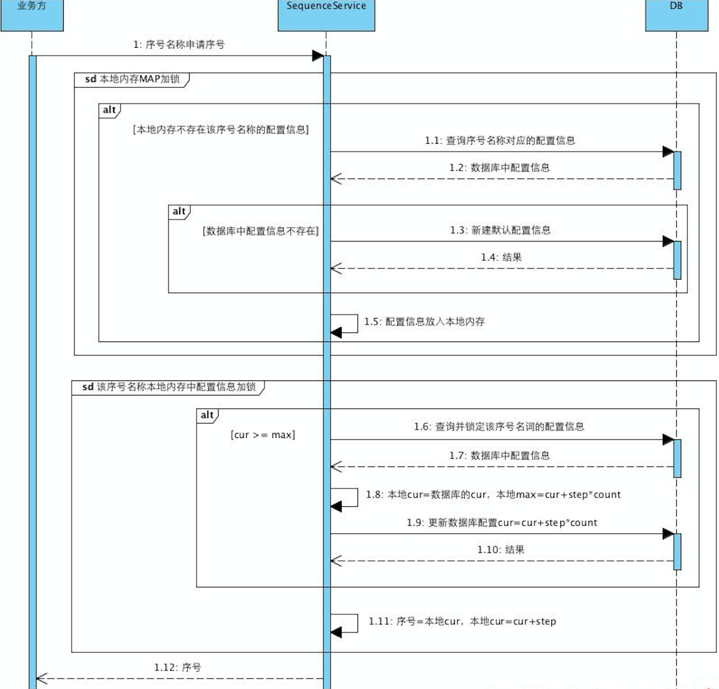 业务方
SequenceService
DB
1: 序号名称申请序号
sd 本地内存MAP加锁
alt
[本地内存不存在该序号名称的配置信息]
1.1: 查询序号名称对应的配置信息
1.2: 数据库中配置信息
alt
[数据库中配置信息不存在]
1.3: 新建默认配置信息
1.4: 结果
1.5: 配置信息放入本地内存
sd 该序号名称本地内存中配置信息加锁
alt
[cur >= max]
1.6: 查询并锁定该序号名词的配置信息
1.7: 数据库中配置信息
1.8: 本地cur=数据库的cur，本地max=cur+step*count
1.9: 更新数据库配置cur=cur+step*count
1.10: 结果
1.11: 序号=本地cur，本地cur=cur+step
1.12: 序号